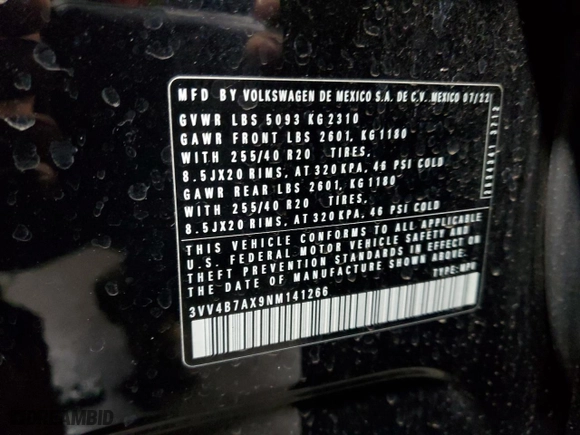 MFD BY VOLKSWAGEN DE MEXICO S.A. DE C.V. MEXICO 07/22
GVWR LBS 5093 KG 2310
GAWR FRONT LBS 2601, KG 1180
WITH 255/40 R20 TIRES,
8.5JX20 RIMS, AT 320 KPA, 46 PSI COLD
GAWR REAR LBS 2601, KG 1180
WITH 255/40 R20 TIRES,
8.5JX20 RIMS, AT 320 KPA, 46 PSI COLD
THIS VEHICLE CONFORMS TO ALL APPLICABLE
U.S. FEDERAL MOTOR VEHICLE SAFETY AND
THEFT PREVENTION STANDARDS IN EFFECT ON
THE DATE OF MANUFACTURE SHOWN ABOVE.
3VV4B7AX9NM141266 TYPE: MPV